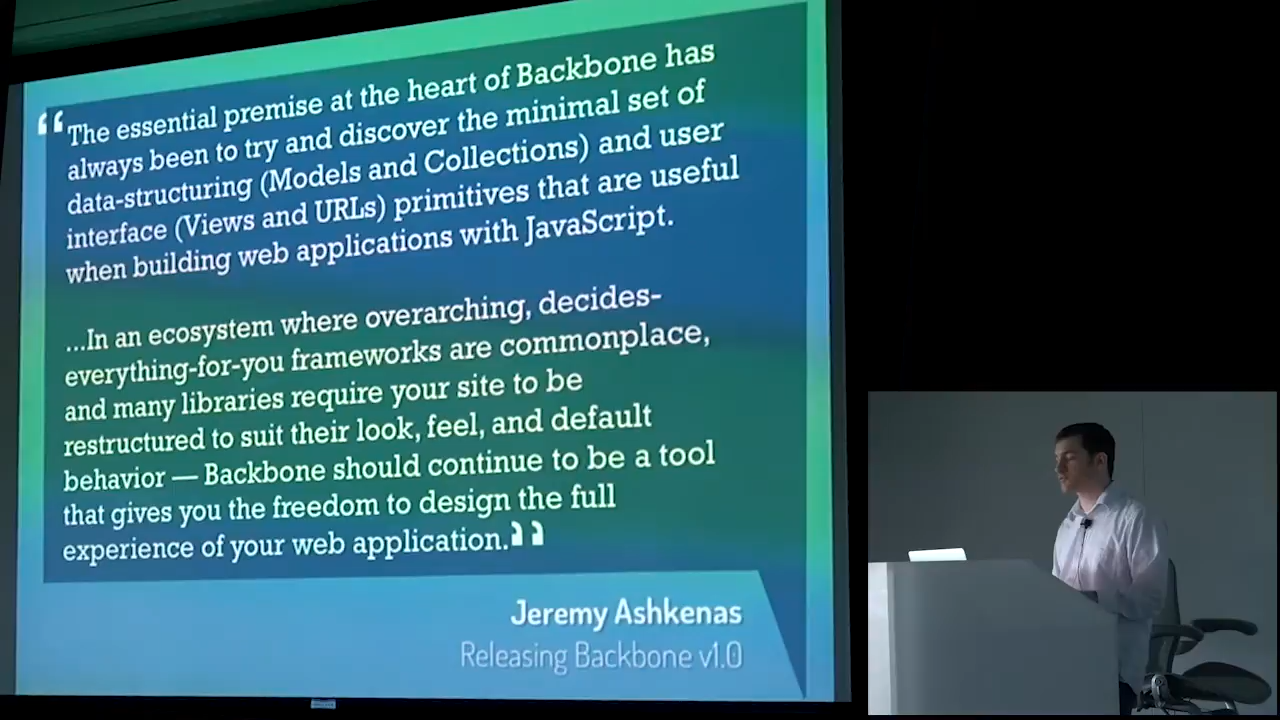 “The essential premise at the heart of Backbone has
always been to try and discover the minimal set of
data-structuring (Models and Collections) and user
interface (Views and URLs) primitives that are useful
when building web applications with JavaScript.
...In an ecosystem where overarching, decides-
everything-for-you frameworks are commonplace,
and many libraries require your site to be
restructured to suit their look, feel, and default
behavior — Backbone should continue to be a tool
that gives you the freedom to design the full
experience of your web application.”
Jeremy Ashkenas
Releasing Backbone v1.0